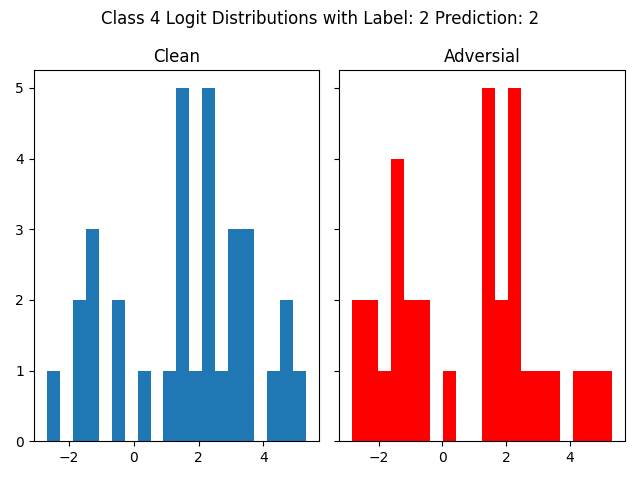 Class 4 Logit Distributions with Label: 2 Prediction: 2
Clean
Adversial
5
4
3
2
1
0
−2 0 2 4
−2 0 2 4